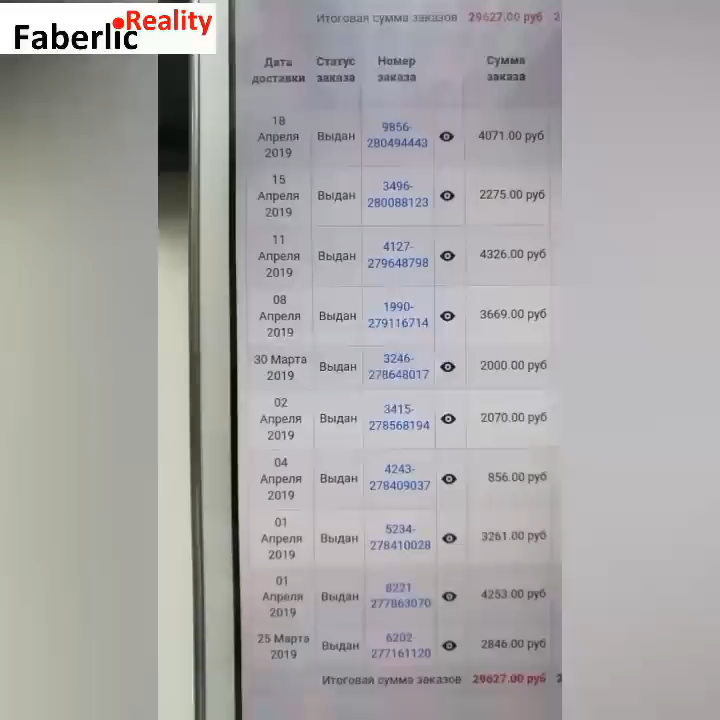 Faberlic •Reality
Итоговая сумма заказов 29627.00 руб 2
Дата доставки Статус заказа Номер заказа Сумма заказа
18 Апреля 2019 Выдан 9856-280494443 4071.00 руб
15 Апреля 2019 Выдан 3496-280088123 2275.00 руб
11 Апреля 2019 Выдан 4127-279648798 4326.00 руб
08 Апреля 2019 Выдан 1990-279116714 3669.00 руб
30 Марта 2019 Выдан 3246-278648017 2000.00 руб
02 Апреля 2019 Выдан 3415-278568194 2070.00 руб
04 Апреля 2019 Выдан 4243-278409037 856.00 руб
01 Апреля 2019 Выдан 5234-278410028 3261.00 руб
01 Апреля 2019 Выдан 8221-277863070 4253.00 руб
25 Марта 2019 Выдан 6202-277161120 2846.00 руб
Итоговая сумма заказов 29627.00 руб 2